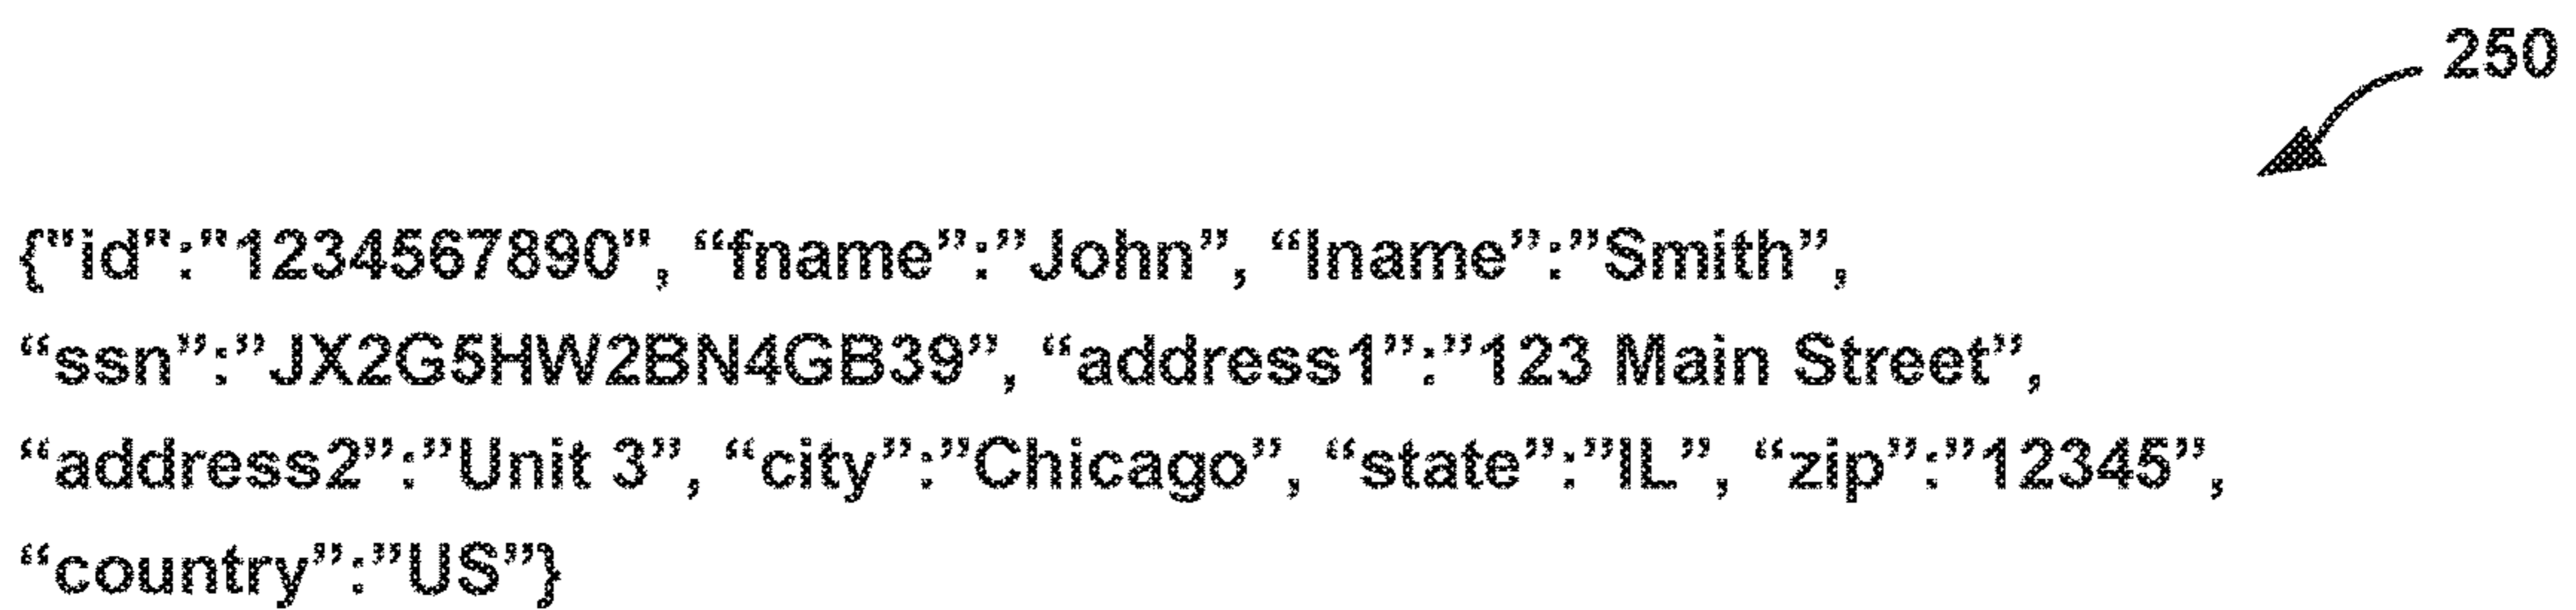 250
{"id":"1234567890", “fname”:”John”, “lname”:”Smith”,
“ssn”:”JX2G5HW2BN4GB39”, “address1”:”123 Main Street”,
“address2”:”Unit 3”, “city”:”Chicago”, “state”:”IL”, “zip”:”12345”,
“country”:”US”}